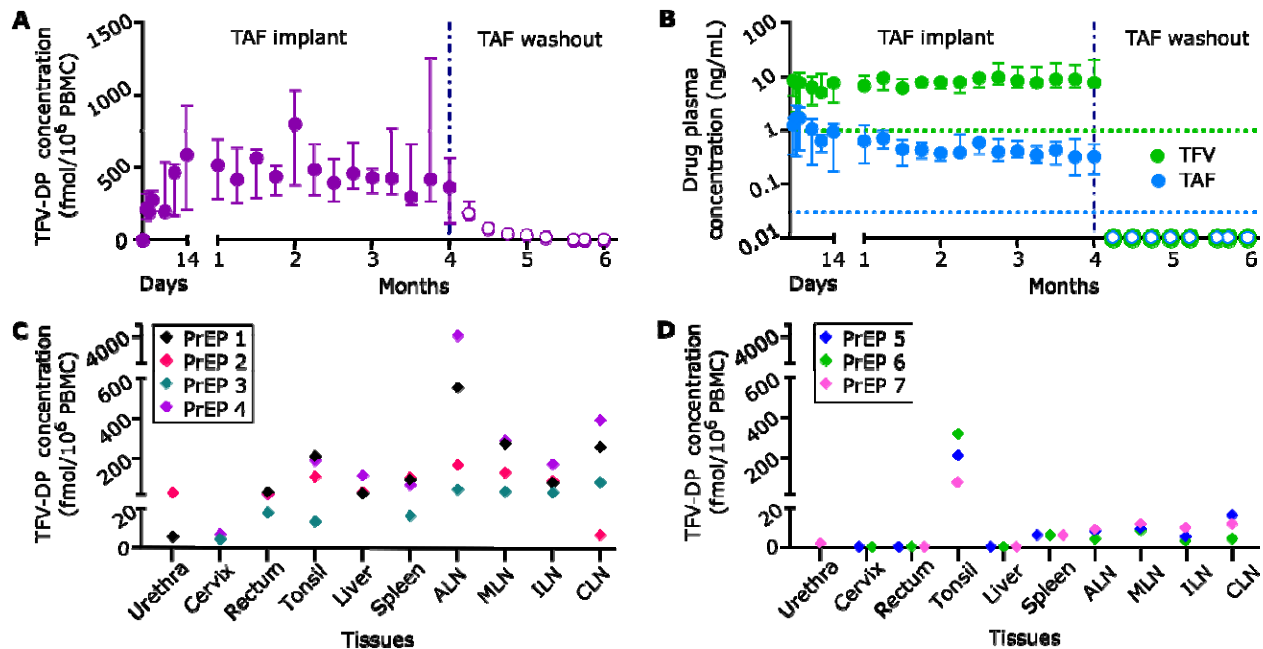 A
TFV-DP concentration
(fmol/10⁶ PBMC)
1500
1000
500
0
TAF implant
TAF washout
14
1
2
3
4
5
6
Days
Months
B
Drug plasma
concentration (ng/mL)
100
10
1
0.1
0.01
TAF implant
TAF washout
TFV
TAF
14
1
2
3
4
5
6
Days
Months
C
TFV-DP concentration
(fmol/10⁶ PBMC)
4000
600
400
200
20
0
PrEP 1
PrEP 2
PrEP 3
PrEP 4
Urethra
Cervix
Rectum
Tonsil
Liver
Spleen
ALN
MLN
ILN
CLN
Tissues
D
TFV-DP concentration
(fmol/10⁶ PBMC)
4000
600
400
200
20
0
PrEP 5
PrEP 6
PrEP 7
Urethra
Cervix
Rectum
Tonsil
Liver
Spleen
ALN
MLN
ILN
CLN
Tissues